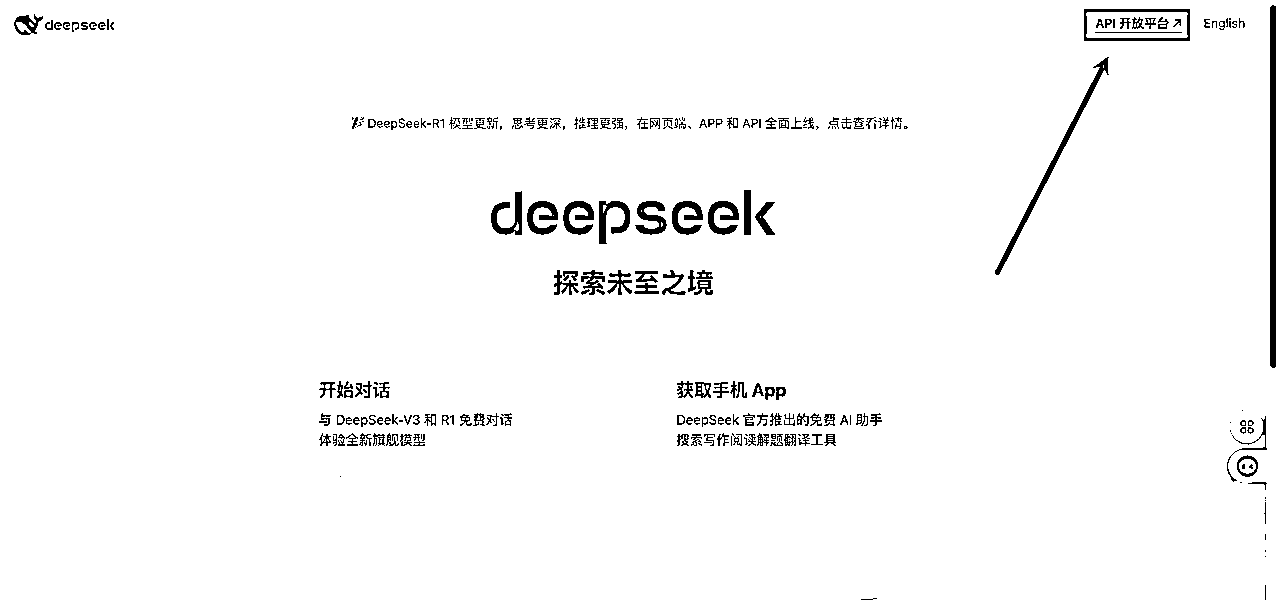 deepseek
API 开放平台↗
English
🎉 DeepSeek-R1 模型更新，思考更深，推理更强，在网页端、APP 和 API 全面上线，点击查看详情。
deepseek
探索未至之境
开始对话
与 DeepSeek-V3 和 R1 免费对话
体验全新旗舰模型
获取手机 App
DeepSeek 官方推出的免费 AI 助手
搜索写作阅读解题翻译工具